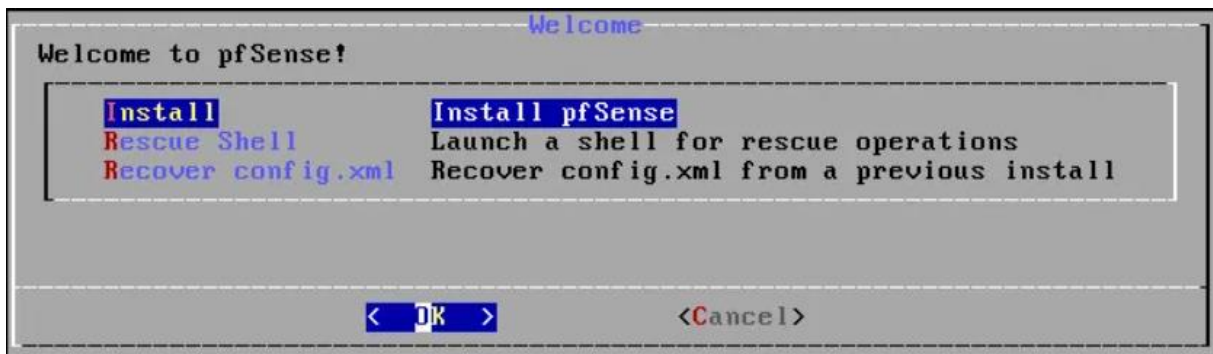 Welcome
Welcome to pfSense!
Install Install pfSense
Rescue Shell Launch a shell for rescue operations
Recover config.xml Recover config.xml from a previous install
< OK > <Cancel>